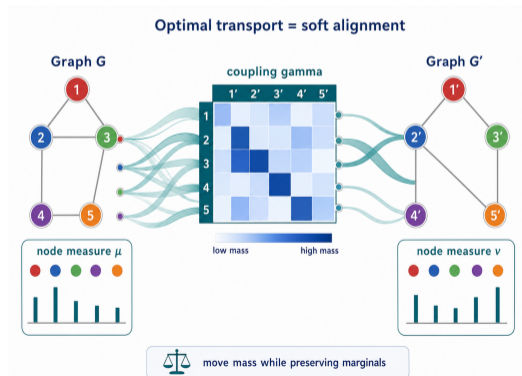 Optimal transport = soft alignment
Graph G
1
2
3
4
5
coupling gamma
1′ 2′ 3′ 4′ 5′
1
2
3
4
5
low mass high mass
Graph G′
1′
2′
3′
4′
5′
node measure μ
node measure ν
move mass while preserving marginals